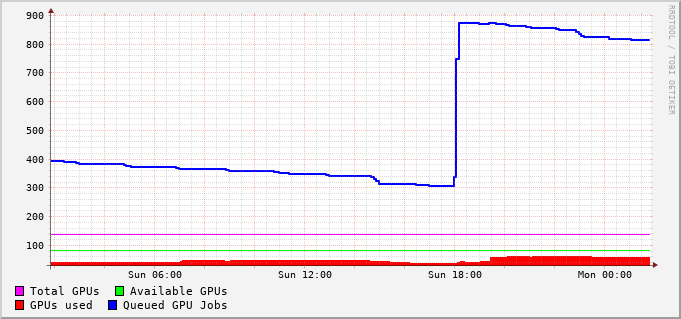 RRDTOOL / TOBI OETIKER
900
800
700
600
500
400
300
200
100
Sun 06:00 Sun 12:00 Sun 18:00 Mon 00:00
Total GPUs Available GPUs
GPUs used Queued GPU Jobs